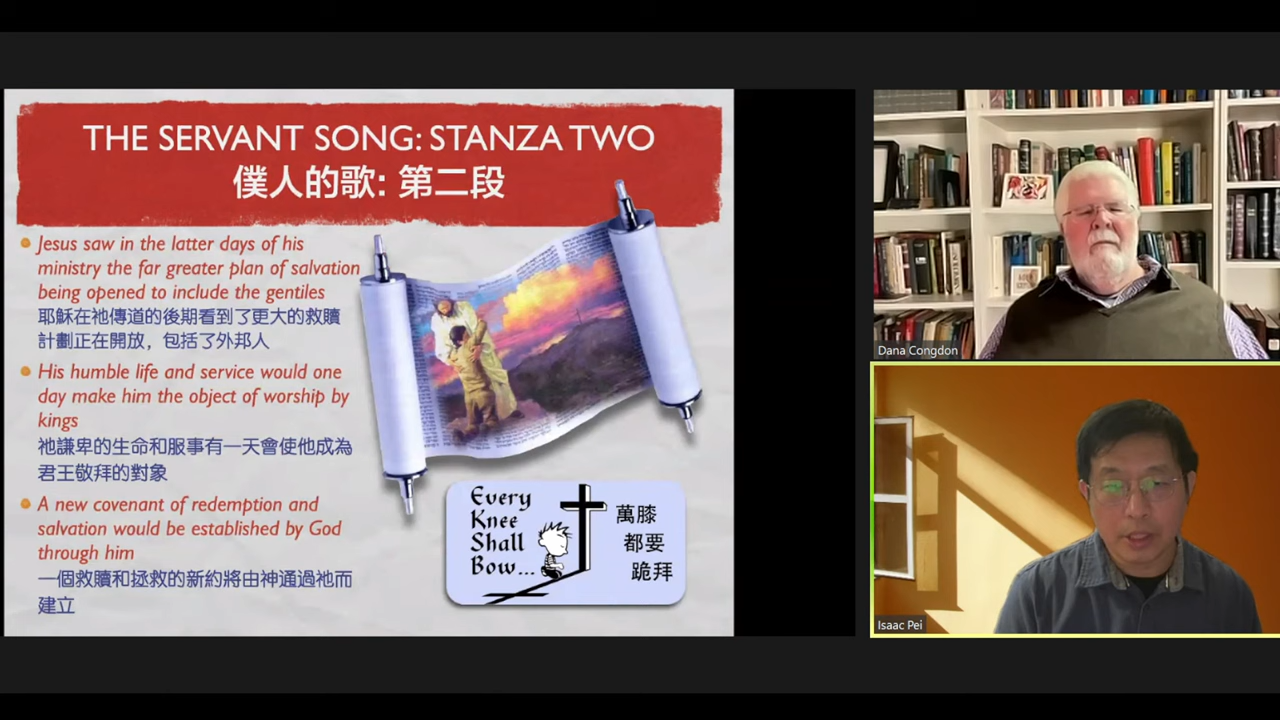 THE SERVANT SONG: STANZA TWO
僕人的歌: 第二段
Jesus saw in the latter days of his
ministry the far greater plan of salvation
being opened to include the gentiles
耶穌在祂傳道的後期看到了更大的救贖
計劃正在開放，包括了外邦人
His humble life and service would one
day make him the object of worship by
kings
祂謙卑的生命和服事有一天會使他成為
君王敬拜的對象
A new covenant of redemption and
salvation would be established by God
through him
一個救贖和拯救的新約將由神通過祂而
建立
Every
Knee
Shall
Bow...
萬膝
都要
跪拜
Dana Congdon
Isaac Pei